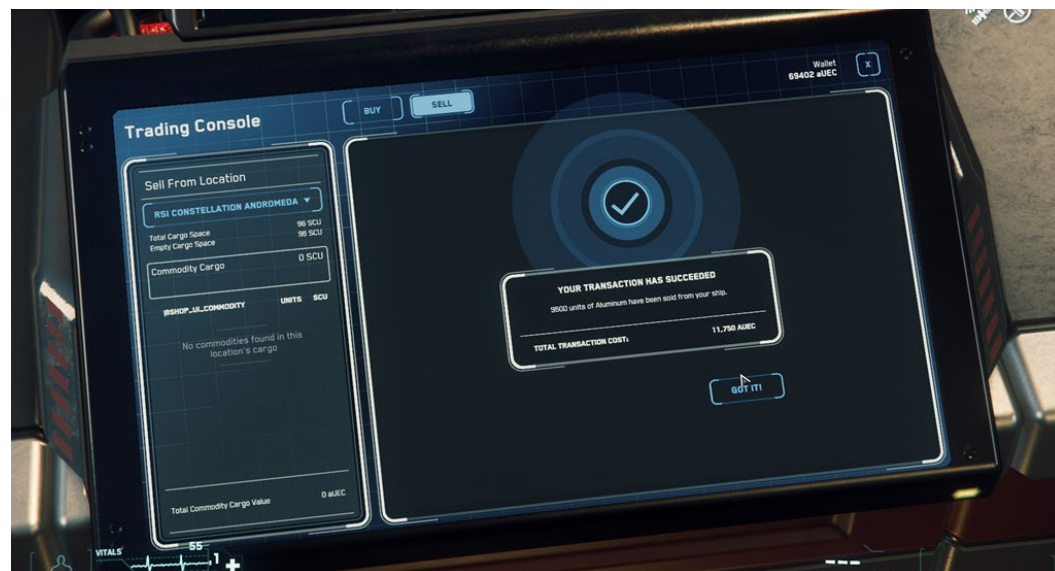 Wallet
69402 aUEC
X
Trading Console
BUY
SELL
Sell From Location
RSI CONSTELLATION ANDROMEDA
Total Cargo Space 96 SCU
Empty Cargo Space 96 SCU
Commodity Cargo 0 SCU
@SHOP_UI_COMMODITY UNITS SCU
No commodities found in this
location's cargo
Total Commodity Cargo Value 0 aUEC
YOUR TRANSACTION HAS SUCCEEDED
9600 units of Aluminum have been sold from your ship.
TOTAL TRANSACTION COST: 11,750 AUEC
GOT IT!
VITALS
55
1